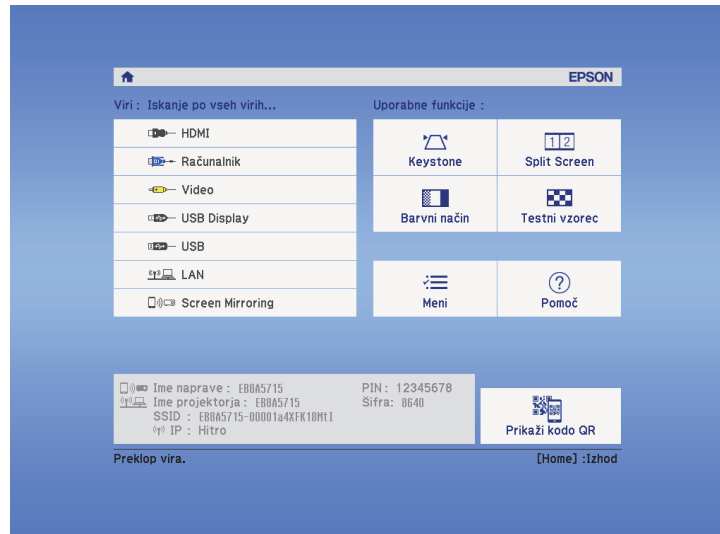 EPSON
Viri : Iskanje po vseh virih...
HDMI
Računalnik
Video
USB Display
USB
LAN
Screen Mirroring
Uporabne funkcije :
Keystone
1 2
Split Screen
Barvni način
Testni vzorec
Meni
?
Pomoč
Ime naprave : EB8A5715
Ime projektorja : EB8A5715
SSID : EB8A5715-00001a4XFK18MtI
IP : Hitro
PIN : 12345678
Šifra: 8640
Prikaži kodo QR
Preklop vira.
[Home] :Izhod